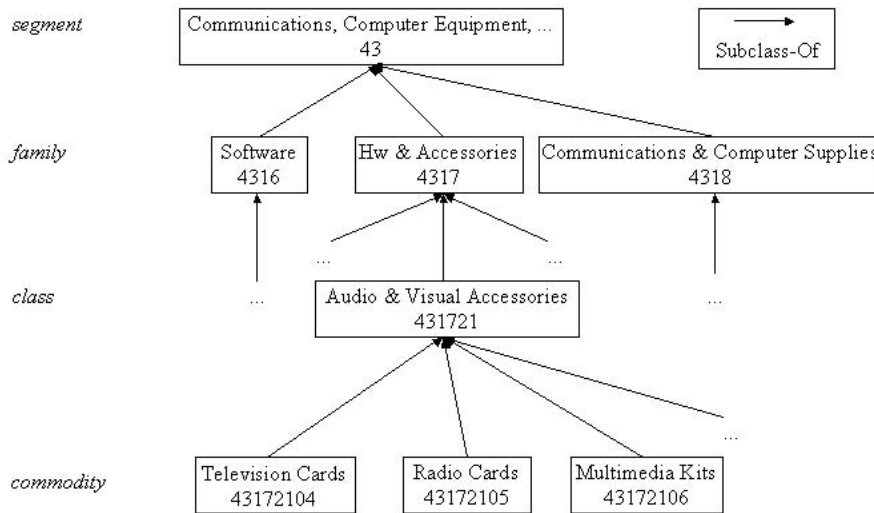 segment
Communications, Computer Equipment, ...
43
Subclass-Of
family
Software
4316
Hw & Accessories
4317
Communications & Computer Supplies
4318
...
...
class
...
Audio & Visual Accessories
431721
...
...
commodity
Television Cards
43172104
Radio Cards
43172105
Multimedia Kits
43172106